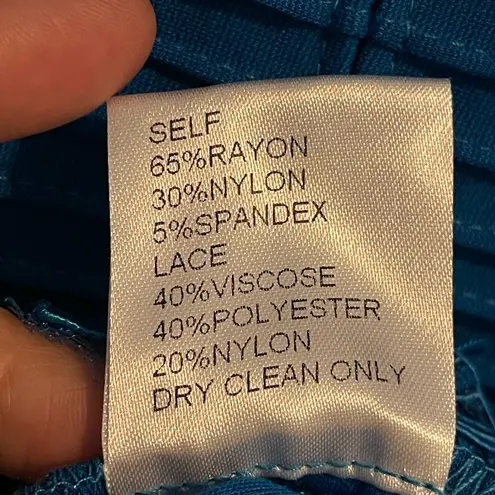 SELF
65%RAYON
30%NYLON
5%SPANDEX
LACE
40%VISCOSE
40%POLYESTER
20%NYLON
DRY CLEAN ONLY